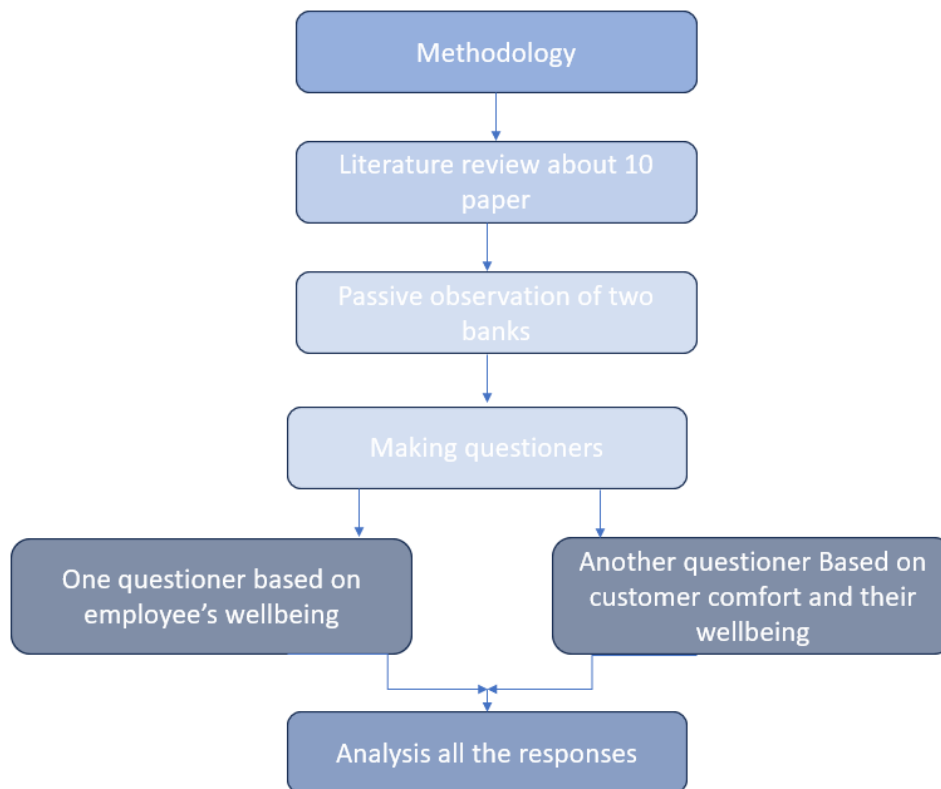 Methodology
Literature review about 10
paper
Passive observation of two
banks
Making questioners
One questioner based on
employee’s wellbeing
Another questioner Based on
customer comfort and their
wellbeing
Analysis all the responses